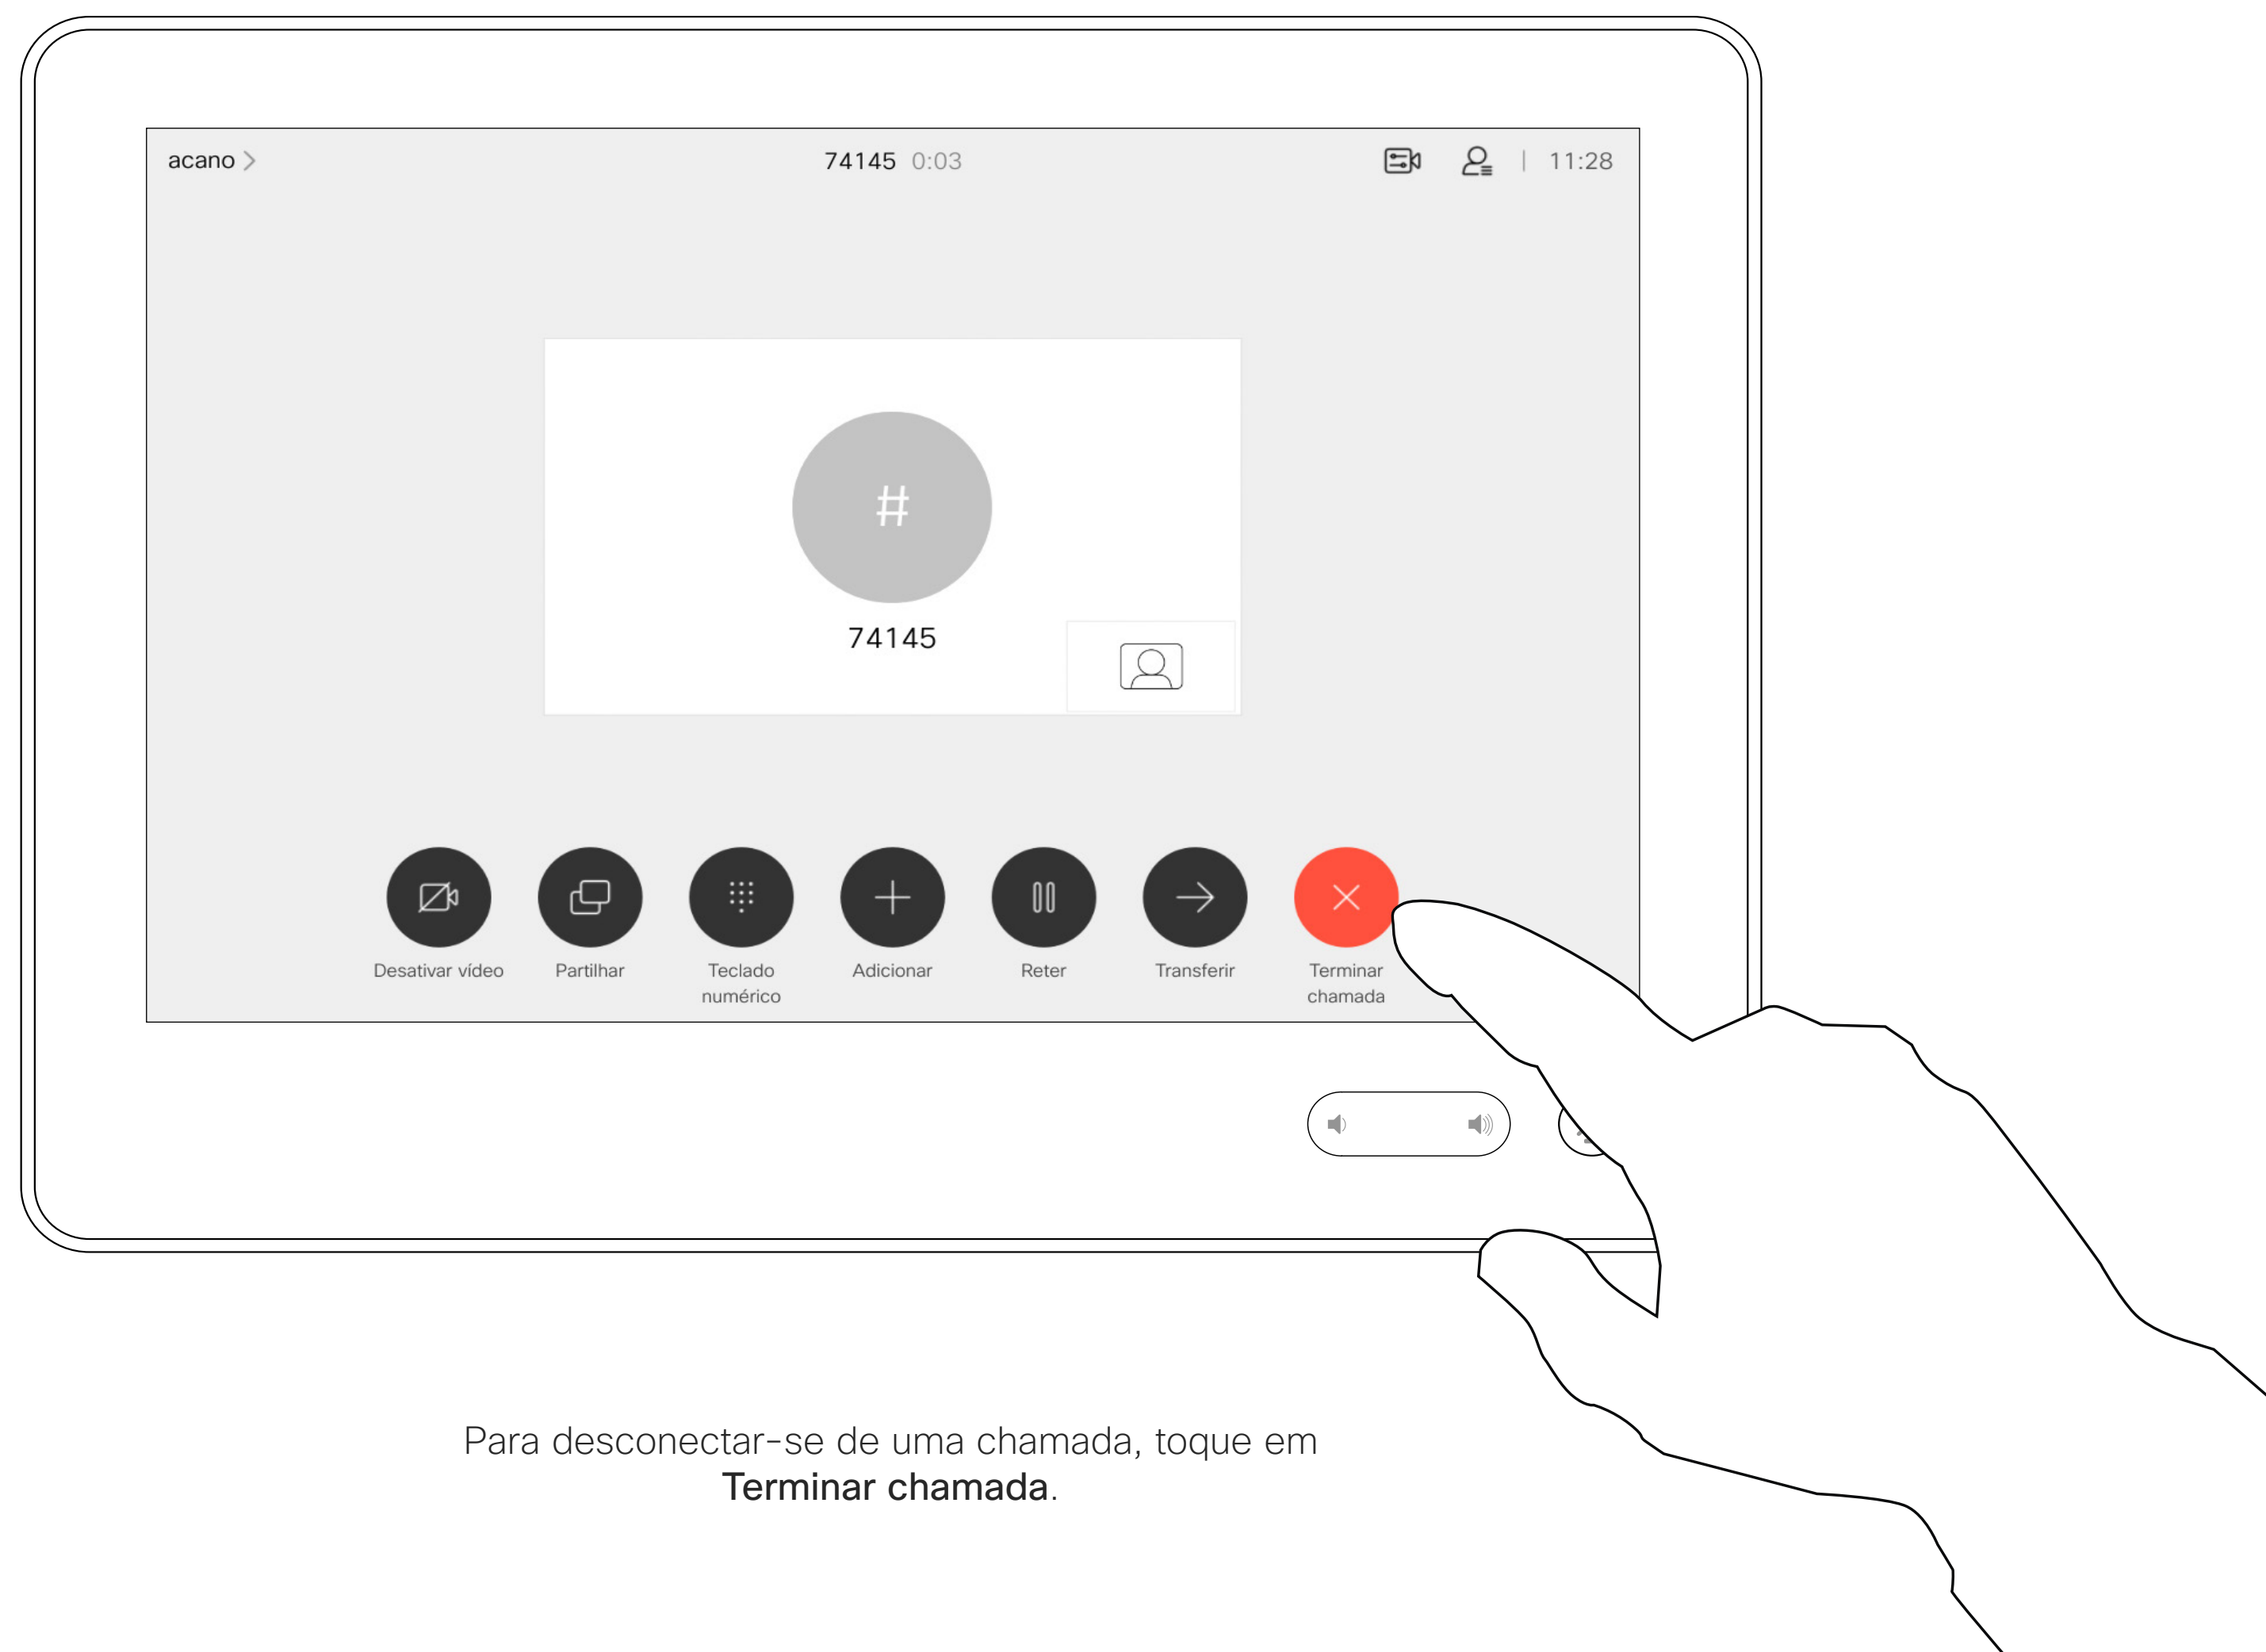 acano
74145 0:03
11:28
#
74145
Desativar vídeo
Partilhar
Teclado
numérico
Adicionar
Reter
Transferir
Terminar
chamada
Para desconectar-se de uma chamada, toque em
Terminar chamada.